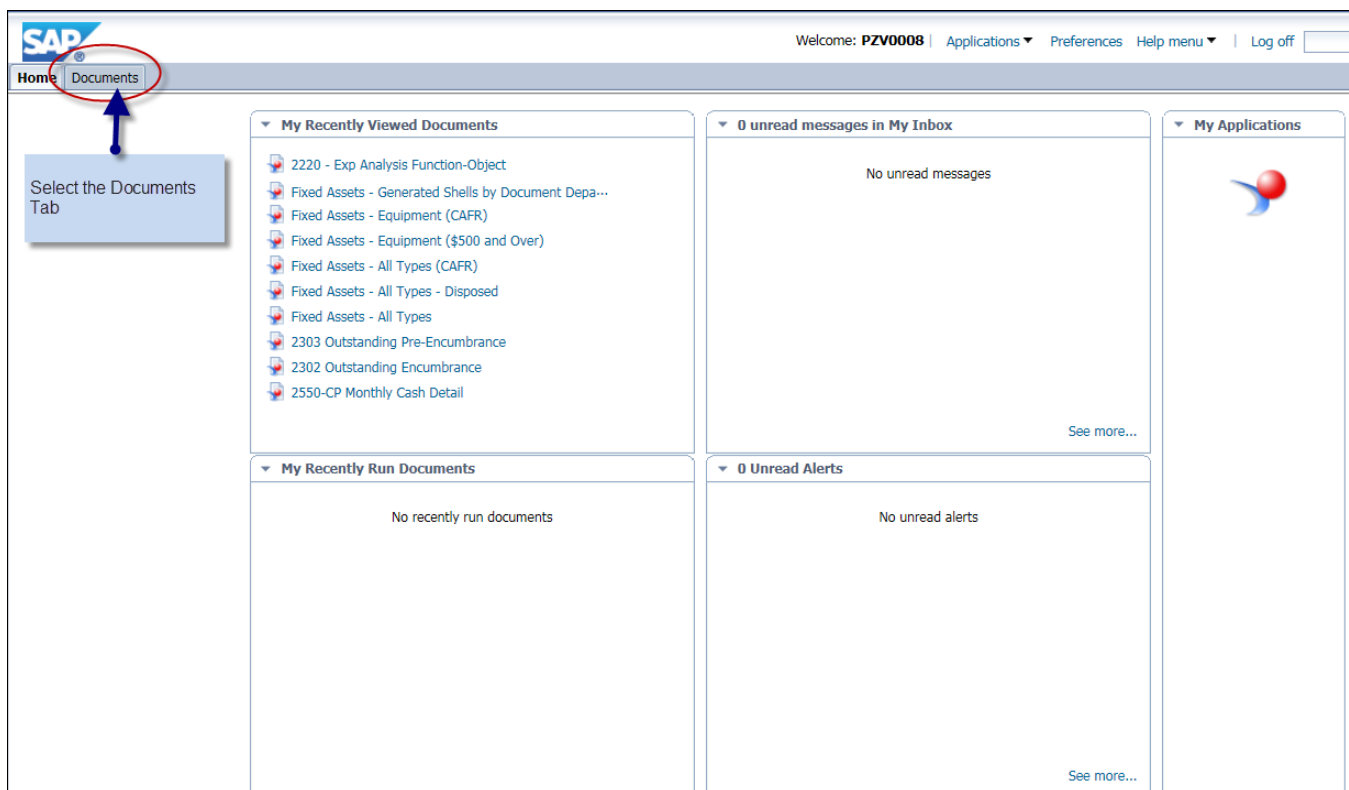 SAP®
Welcome: PZV0008 | Applications Preferences Help menu | Log off
Home Documents
Select the Documents
Tab
My Recently Viewed Documents
2220 - Exp Analysis Function-Object
Fixed Assets - Generated Shells by Document Depa...
Fixed Assets - Equipment (CAFR)
Fixed Assets - Equipment ($500 and Over)
Fixed Assets - All Types (CAFR)
Fixed Assets - All Types - Disposed
Fixed Assets - All Types
2303 Outstanding Pre-Encumbrance
2302 Outstanding Encumbrance
2550-CP Monthly Cash Detail
0 unread messages in My Inbox
No unread messages
See more...
My Applications
My Recently Run Documents
No recently run documents
0 Unread Alerts
No unread alerts
See more...